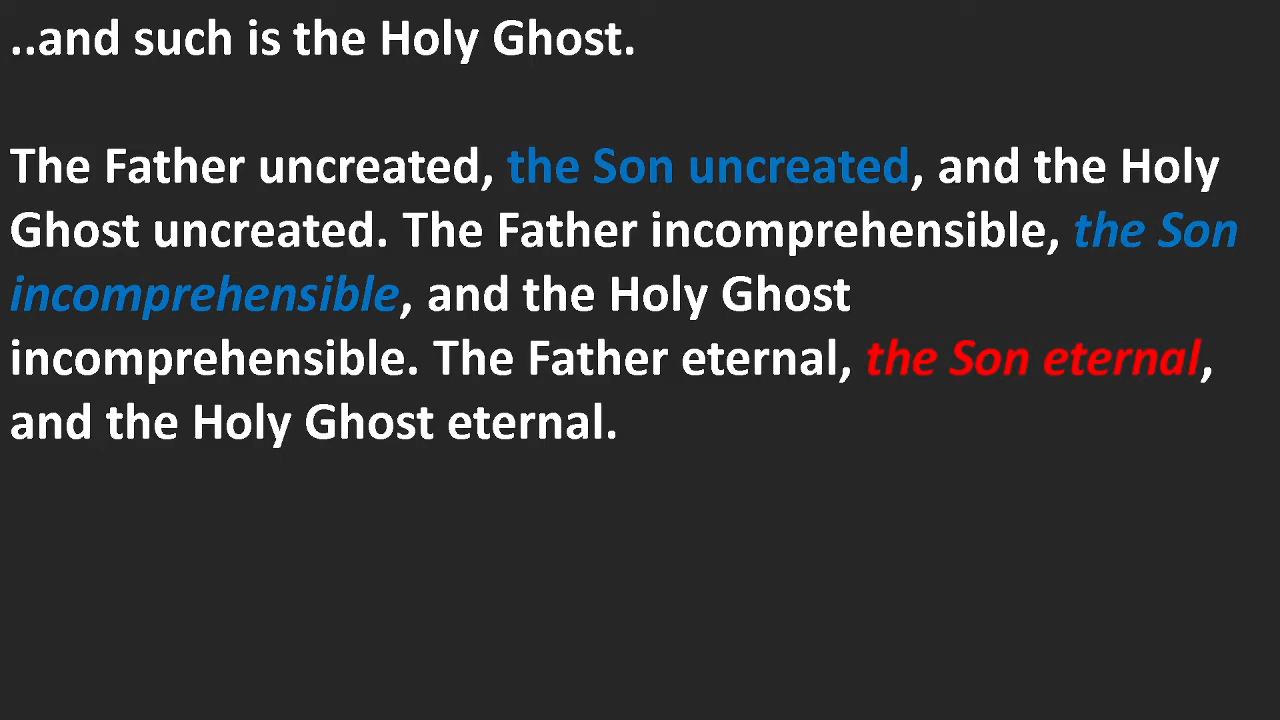 ..and such is the Holy Ghost.
The Father uncreated, the Son uncreated, and the Holy
Ghost uncreated. The Father incomprehensible, the Son
incomprehensible, and the Holy Ghost
incomprehensible. The Father eternal, the Son eternal,
and the Holy Ghost eternal.